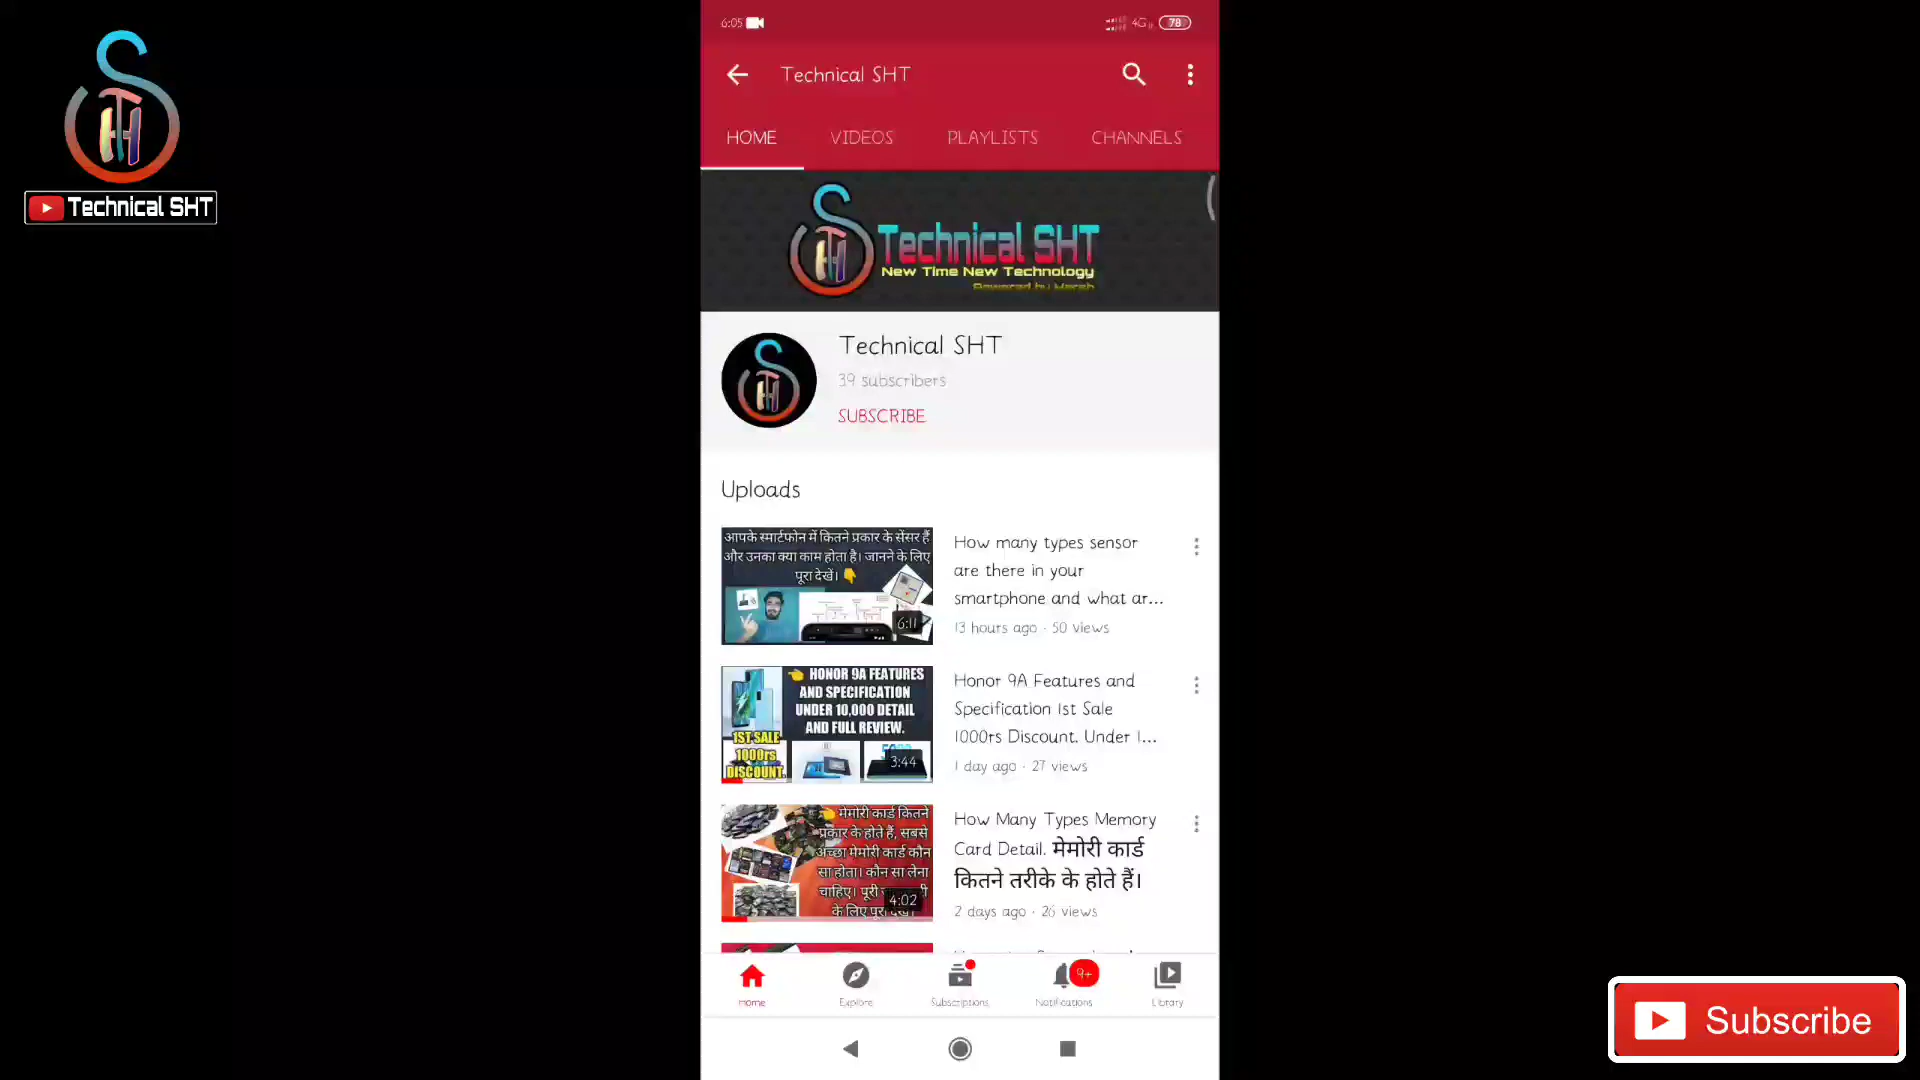 6:05
4G
78
Technical SHT
Technical SHT
HOME
VIDEOS
PLAYLISTS
CHANNELS
Technical SHT
New Time New Technology
Powered by Harsh
Technical SHT
39 subscribers
SUBSCRIBE
Uploads
आपके स्मार्टफोन में कितने प्रकार के सेंसर हैं
और उनका क्या काम होता है। जानने के लिए
पूरा देखें। 👇
6:11
How many types sensor
are there in your
smartphone and what ar...
13 hours ago · 50 views
👈 HONOR 9A FEATURES
AND SPECIFICATION
UNDER 10,000 DETAIL
AND FULL REVIEW.
1ST SALE
1000rs
DISCOUNT.
3:44
Honor 9A Features and
Specification 1st Sale
1000rs Discount. Under 1...
1 day ago · 27 views
👈 मेमोरी कार्ड कितने
प्रकार के होते हैं, सबसे
अच्छा मेमोरी कार्ड कौन
सा होता। कौन सा लेना
चाहिए। पूरी
के लिए पूरा
4:02
How Many Types Memory
Card Detail. मेमोरी कार्ड
कितने तरीके के होते हैं।
2 days ago · 26 views
Home
Explore
Subscriptions
9+
Notifications
Library
Subscribe